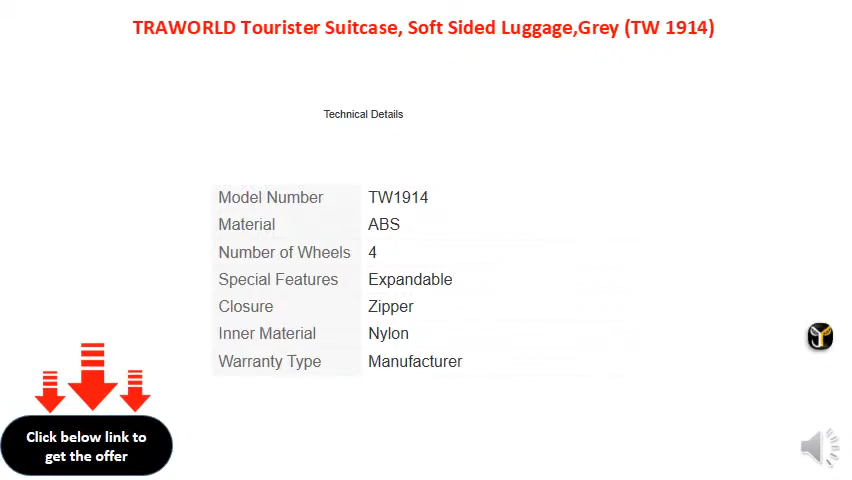 TRAWORLD Tourister Suitcase, Soft Sided Luggage,Grey (TW 1914)
Technical Details
Model Number TW1914
Material ABS
Number of Wheels 4
Special Features Expandable
Closure Zipper
Inner Material Nylon
Warranty Type Manufacturer
Click below link to
get the offer